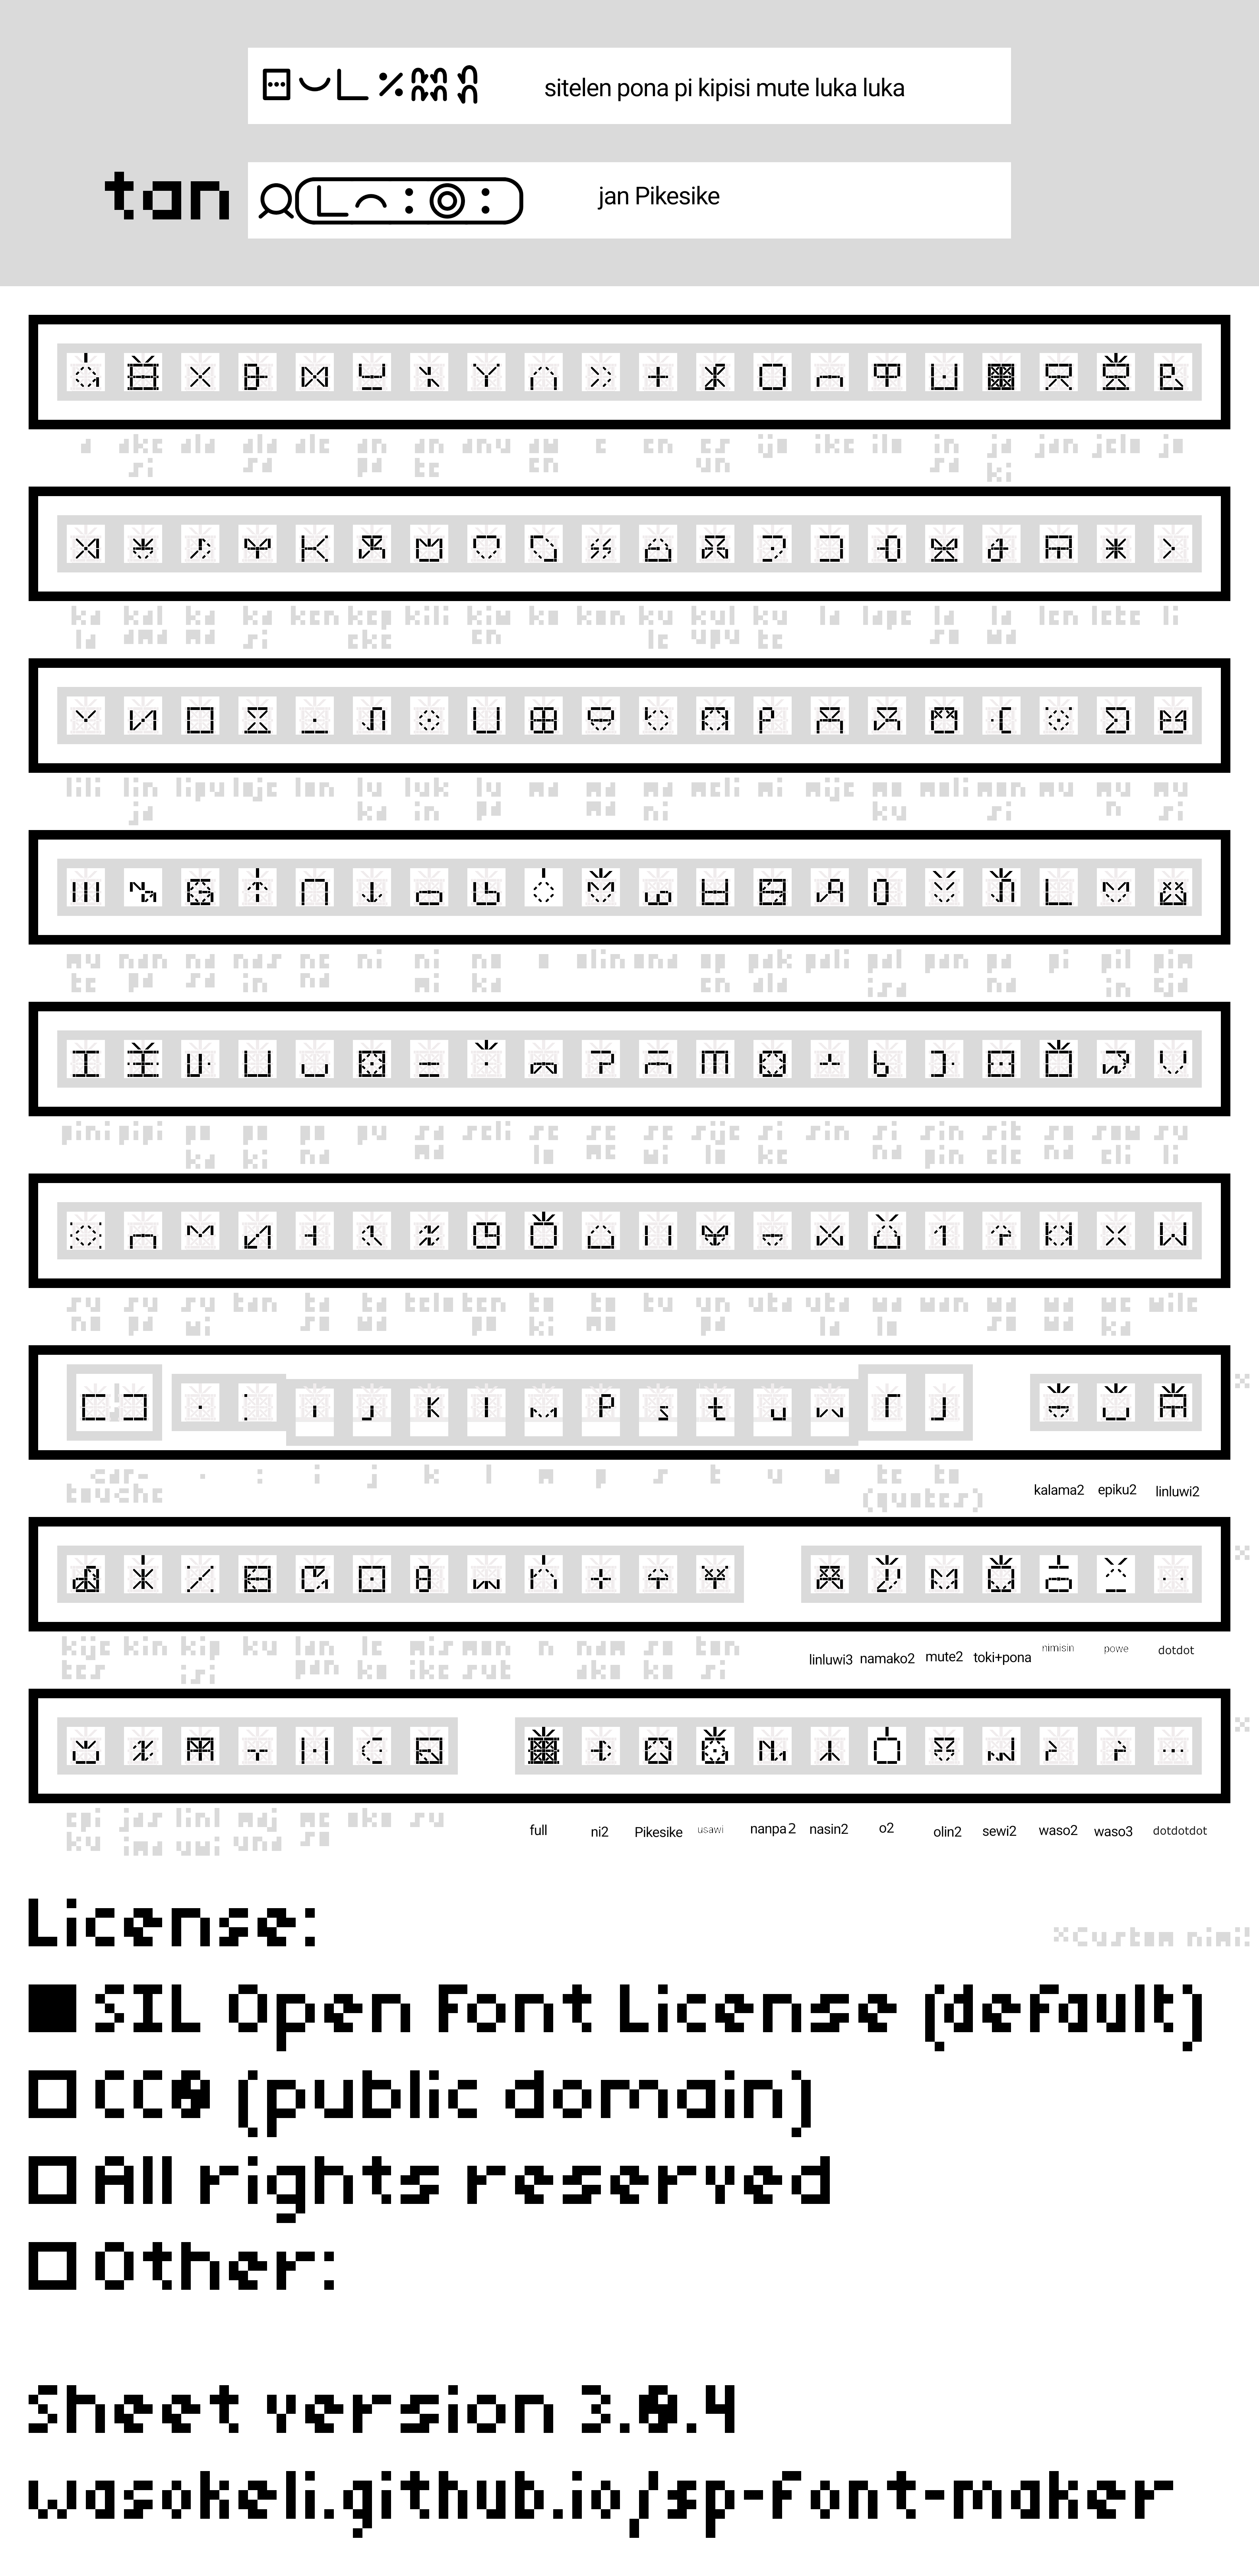 sitelen pona pi kipisi mute luka luka
tan jan Pikesike
a akesi ala alasa ale anpa ante anu awen e en esun ijo ike ilo insa jaki jan jelo jo
kala kalama kama kasi ken kepeke kili kiwen ko kon kule kulupu kute la lape laso lawa len lete li
lili linja lipu loje lon luka lukin lupa ma mama mani meli mi mije moku moli monsi mu mun musi
mute nanpa nasa nasin nena ni nimi noka o olin ona open pakala pali palisa pan pana pi pilin pimeja
pini pipi poka poki pona pu sama seli selo seme sewi sijelo sike sin sina sinpin sitelen sona soweli suli
suno supa suwi tan taso tawa telo tenpo toki tomo tu unpa uta utala walo wan waso wawa weka wile
car-touche . : i j k l m p s t u w te to (quotes) kalama2 epiku2 linluwi2
kijetes kin kipisi ku lanpan leko misikeke monsuta n namako soko tonsi linluwi3 namako2 mute2 toki+pona nimisin powe dotdot
epiku jasima linluwi majuna meso oko su full ni2 Pikesike usawi nanpa2 nasin2 o2 olin2 sewi2 waso2 waso3 dotdotdot
License:
×Custom nimi!
SIL Open Font License (default)
CC0 (public domain)
All rights reserved
Other:
Sheet version 3.0.4
wasokeli.github.io/sp-font-maker